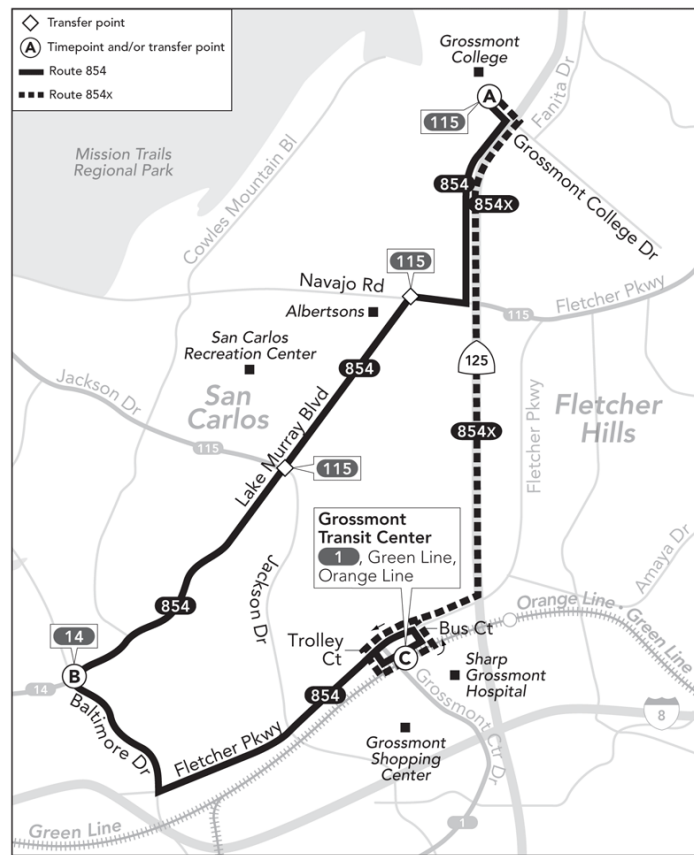 Transfer point
A Timepoint and/or transfer point
Route 854
Route 854x
Grossmont
College
A
115
Fanita Dr
Grossmont College Dr
Mission Trails
Regional Park
Cowles Mountain Bl
854
854X
115
Navajo Rd
Albertsons
115
Fletcher Pkwy
San Carlos
Recreation Center
854
125
Jackson Dr
San
Carlos
Fletcher
Hills
Fletcher Pkwy
854X
115
Lake Murray Blvd
115
Grossmont
Transit Center
1, Green Line,
Orange Line
Jackson Dr
Amaya Dr
854
Orange Line • Green Line
14
Trolley
Ct
Bus Ct
C
14
B
Baltimore Dr
854
Sharp
Grossmont
Hospital
Grossmont Ctr Dr
8
Fletcher Pkwy
Grossmont
Shopping
Center
Green Line
1